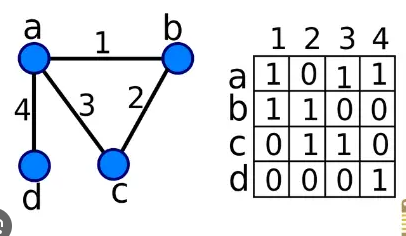 a 1 b
4 3 2
d c
1 2 3 4
a 1 0 1 1
b 1 1 0 0
c 0 1 1 0
d 0 0 0 1